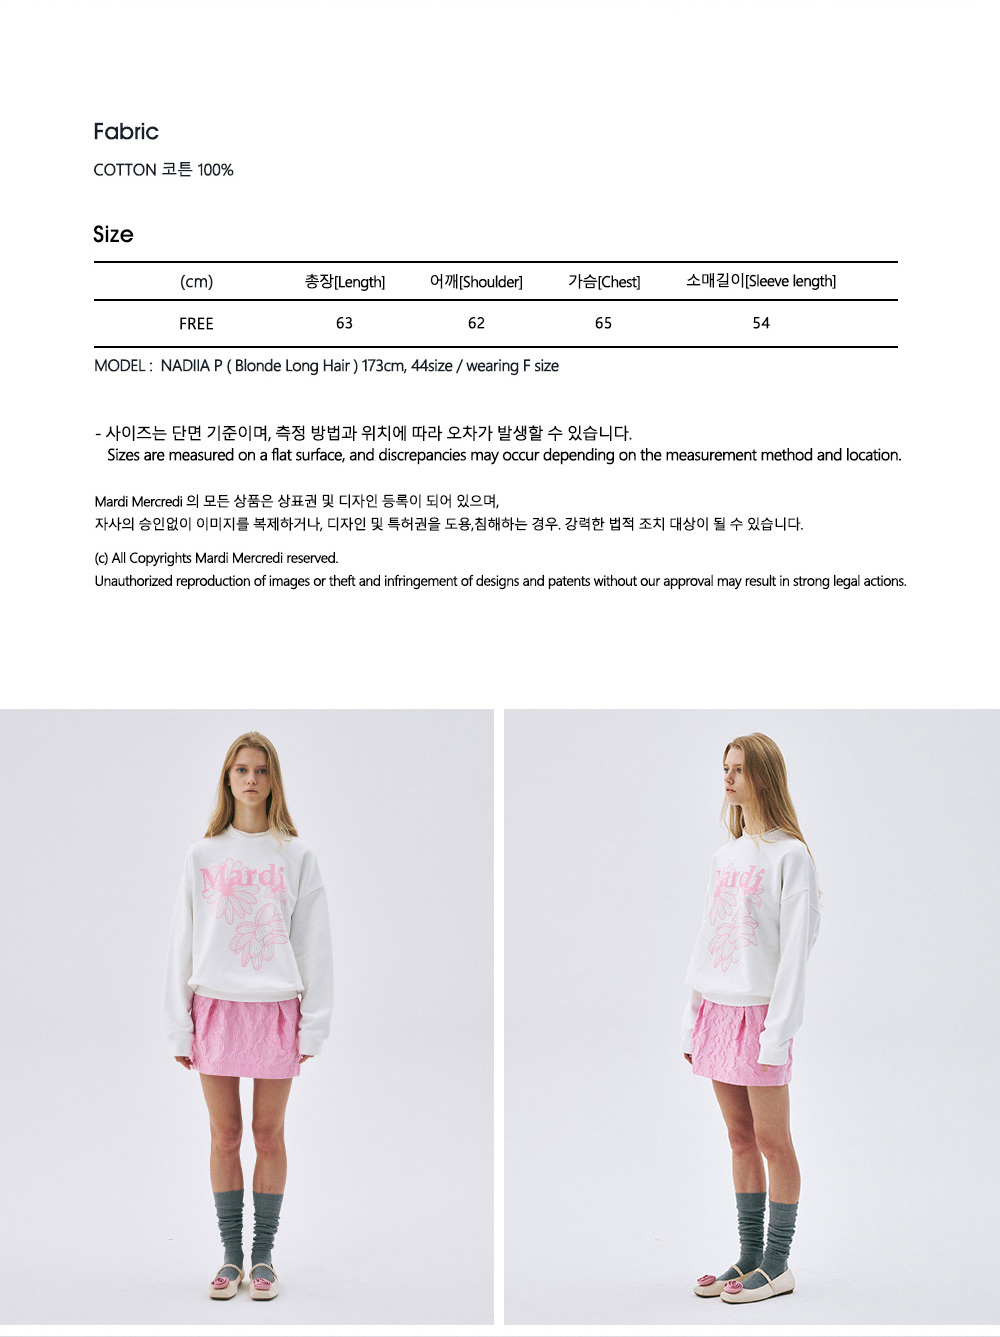 Fabric
COTTON 코튼 100%
Size
(cm) 총장[Length] 어깨[Shoulder] 가슴[Chest] 소매길이[Sleeve length]
FREE 63 62 65 54
MODEL : NADIIA P ( Blonde Long Hair ) 173cm, 44size / wearing F size
- 사이즈는 단면 기준이며, 측정 방법과 위치에 따라 오차가 발생할 수 있습니다.
Sizes are measured on a flat surface, and discrepancies may occur depending on the measurement method and location.
Mardi Mercredi 의 모든 상품은 상표권 및 디자인 등록이 되어 있으며,
자사의 승인없이 이미지를 복제하거나, 디자인 및 특허권을 도용,침해하는 경우. 강력한 법적 조치 대상이 될 수 있습니다.
(c) All Copyrights Mardi Mercredi reserved.
Unauthorized reproduction of images or theft and infringement of designs and patents without our approval may result in strong legal actions.
Mardi
Mardi